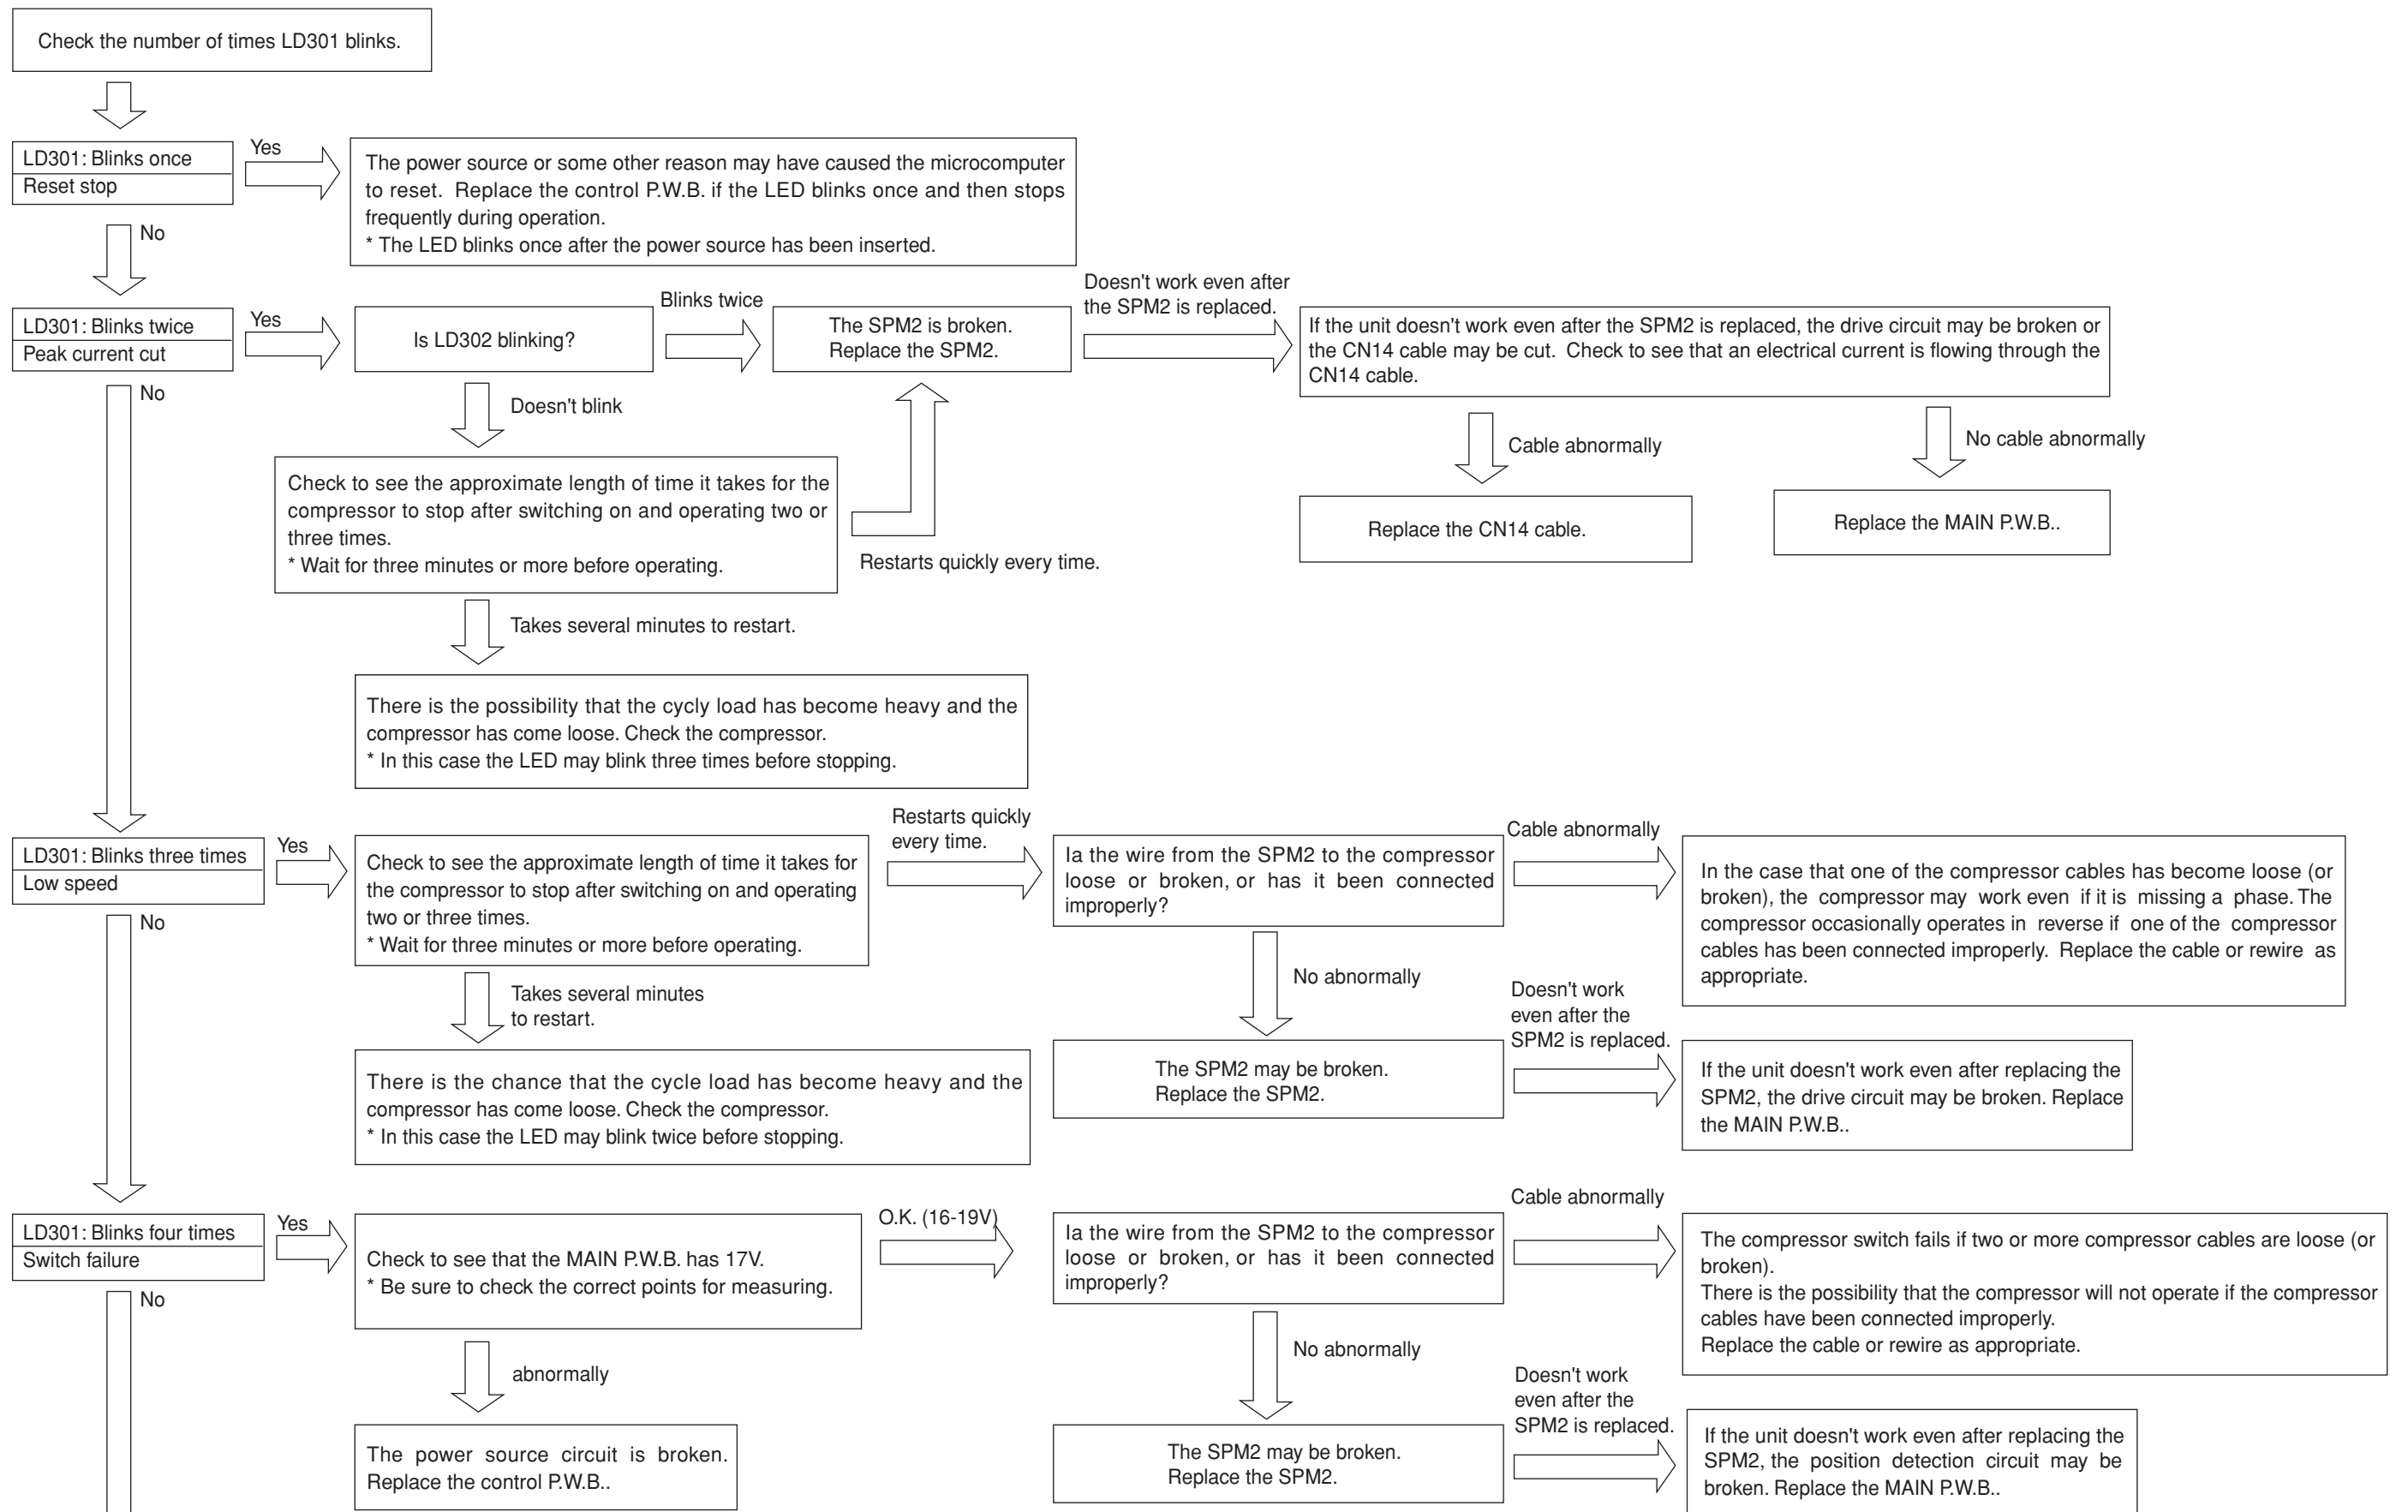 Check the number of times LD301 blinks.
LD301: Blinks once
Reset stop
Yes
The power source or some other reason may have caused the microcomputer
to reset. Replace the control P.W.B. if the LED blinks once and then stops
frequently during operation.
* The LED blinks once after the power source has been inserted.
No
LD301: Blinks twice
Peak current cut
Yes
Is LD302 blinking?
Blinks twice
The SPM2 is broken.
Replace the SPM2.
Doesn't work even after
the SPM2 is replaced.
If the unit doesn't work even after the SPM2 is replaced, the drive circuit may be broken or
the CN14 cable may be cut. Check to see that an electrical current is flowing through the
CN14 cable.
No
Doesn't blink
Cable abnormally
No cable abnormally
Check to see the approximate length of time it takes for the
compressor to stop after switching on and operating two or
three times.
* Wait for three minutes or more before operating.
Restarts quickly every time.
Replace the CN14 cable.
Replace the MAIN P.W.B..
Takes several minutes to restart.
There is the possibility that the cycly load has become heavy and the
compressor has come loose. Check the compressor.
* In this case the LED may blink three times before stopping.
LD301: Blinks three times
Low speed
Yes
Check to see the approximate length of time it takes for
the compressor to stop after switching on and operating
two or three times.
* Wait for three minutes or more before operating.
Restarts quickly
every time.
Ia the wire from the SPM2 to the compressor
loose or broken, or has it been connected
improperly?
Cable abnormally
In the case that one of the compressor cables has become loose (or
broken), the compressor may work even if it is missing a phase. The
compressor occasionally operates in reverse if one of the compressor
cables has been connected improperly. Replace the cable or rewire as
appropriate.
No
Takes several minutes
to restart.
No abnormally
There is the chance that the cycle load has become heavy and the
compressor has come loose. Check the compressor.
* In this case the LED may blink twice before stopping.
The SPM2 may be broken.
Replace the SPM2.
Doesn't work
even after the
SPM2 is replaced.
If the unit doesn't work even after replacing the
SPM2, the drive circuit may be broken. Replace
the MAIN P.W.B..
LD301: Blinks four times
Switch failure
Yes
Check to see that the MAIN P.W.B. has 17V.
* Be sure to check the correct points for measuring.
O.K. (16-19V)
Ia the wire from the SPM2 to the compressor
loose or broken, or has it been connected
improperly?
Cable abnormally
The compressor switch fails if two or more compressor cables are loose (or
broken).
There is the possibility that the compressor will not operate if the compressor
cables have been connected improperly.
Replace the cable or rewire as appropriate.
No
abnormally
No abnormally
The power source circuit is broken.
Replace the control P.W.B..
The SPM2 may be broken.
Replace the SPM2.
Doesn't work
even after the
SPM2 is replaced.
If the unit doesn't work even after replacing the
SPM2, the position detection circuit may be
broken. Replace the MAIN P.W.B..